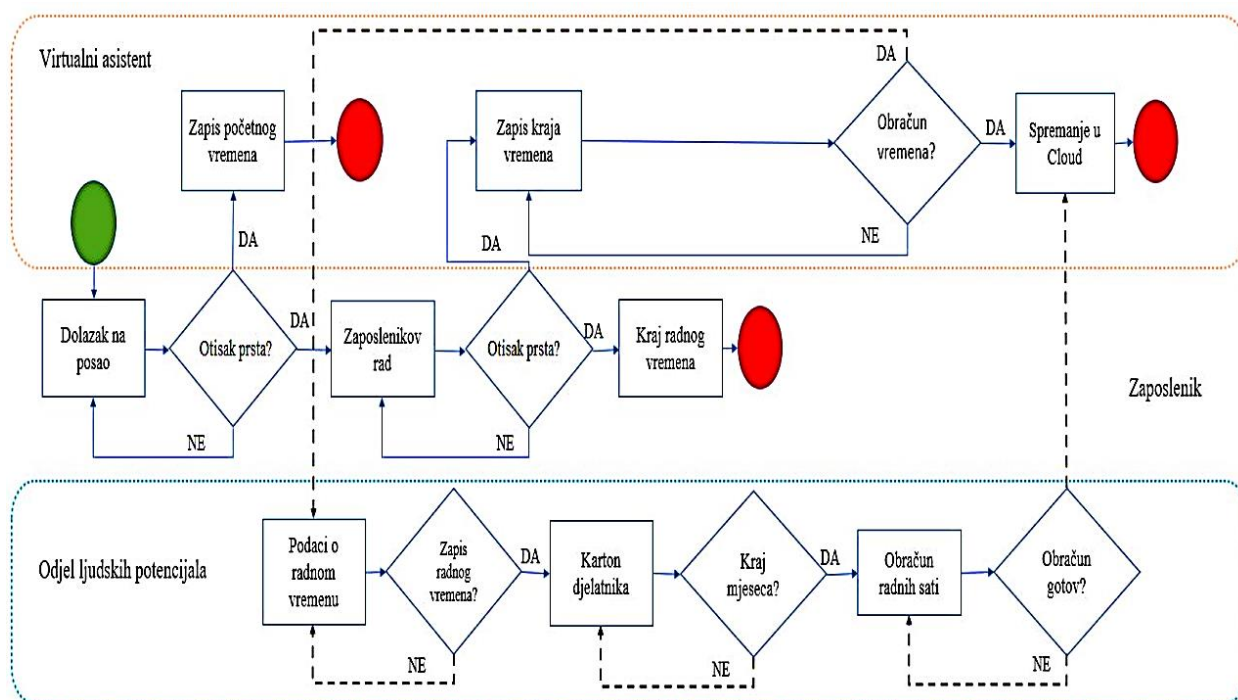 Virtualni asistent
Zapis početnog
vremena
DA
Zapis kraja
vremena
DA
DA
Obračun
vremena?
DA
NE
Spremanje u
Cloud
Dolazak na
posao
Otisak prsta?
DA
NE
Zaposlenikov
rad
Otisak prsta?
DA
NE
Kraj radnog
vremena
Zaposlenik
Odjel ljudskih potencijala
Podaci o
radnom
vremenu
Zapis
radnog
vremena?
DA
NE
Karton
djelatnika
Kraj
mjeseca?
DA
NE
Obračun
radnih sati
Obračun
gotov?
NE